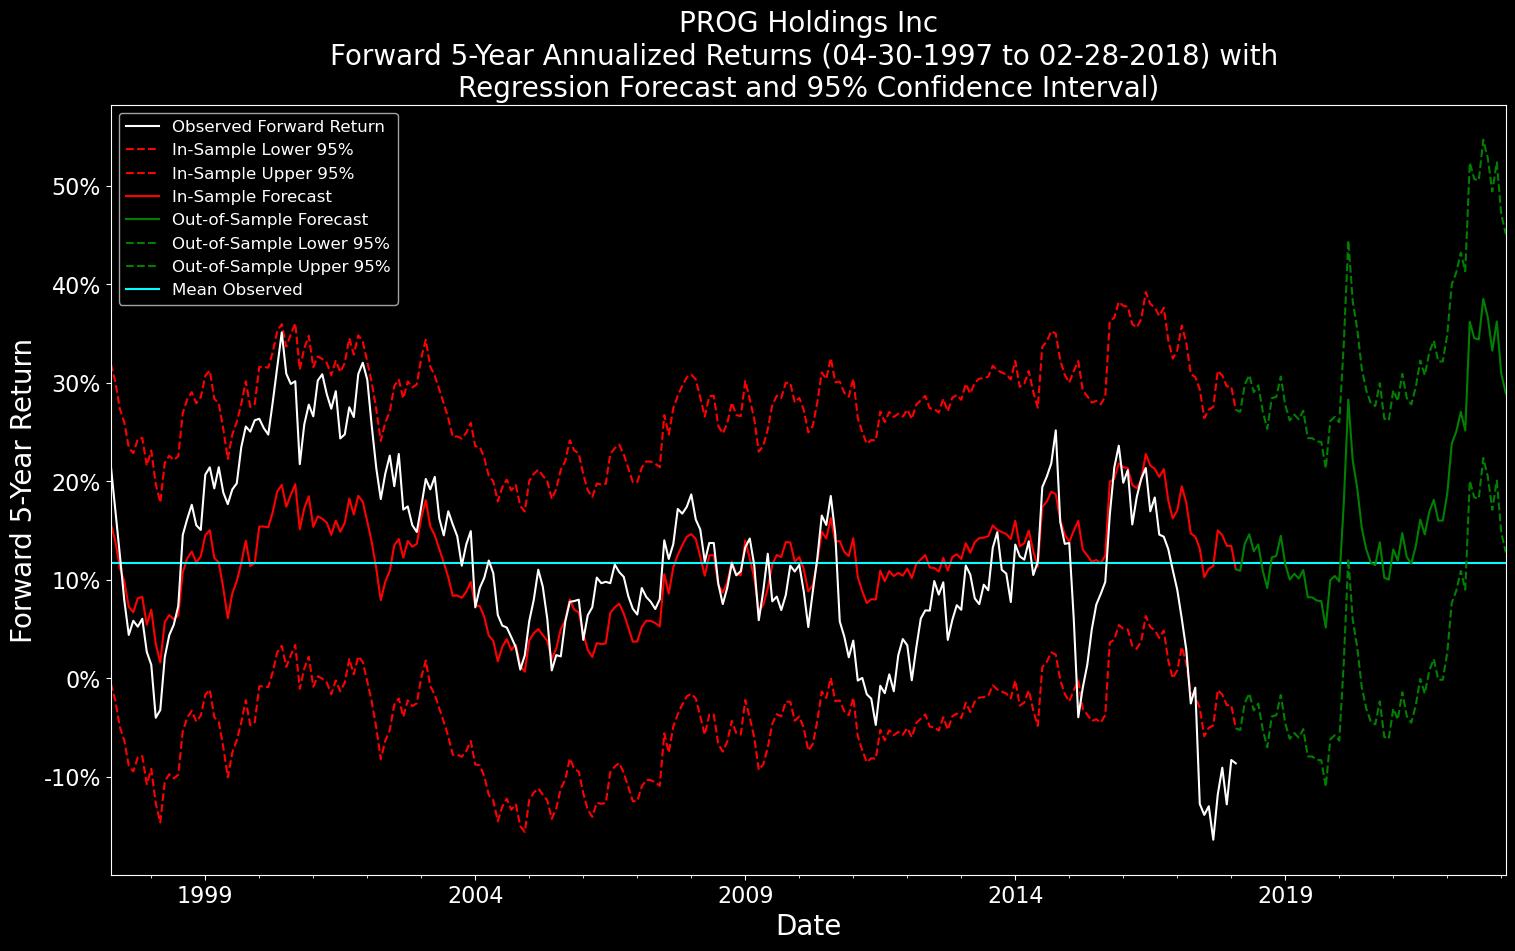 PROG Holdings Inc
Forward 5-Year Annualized Returns (04-30-1997 to 02-28-2018) with
Regression Forecast and 95% Confidence Interval)
Observed Forward Return
In-Sample Lower 95%
In-Sample Upper 95%
In-Sample Forecast
Out-of-Sample Forecast
Out-of-Sample Lower 95%
Out-of-Sample Upper 95%
Mean Observed
Forward 5-Year Return
50%
40%
30%
20%
10%
0%
-10%
1999
2004
2009
2014
2019
Date